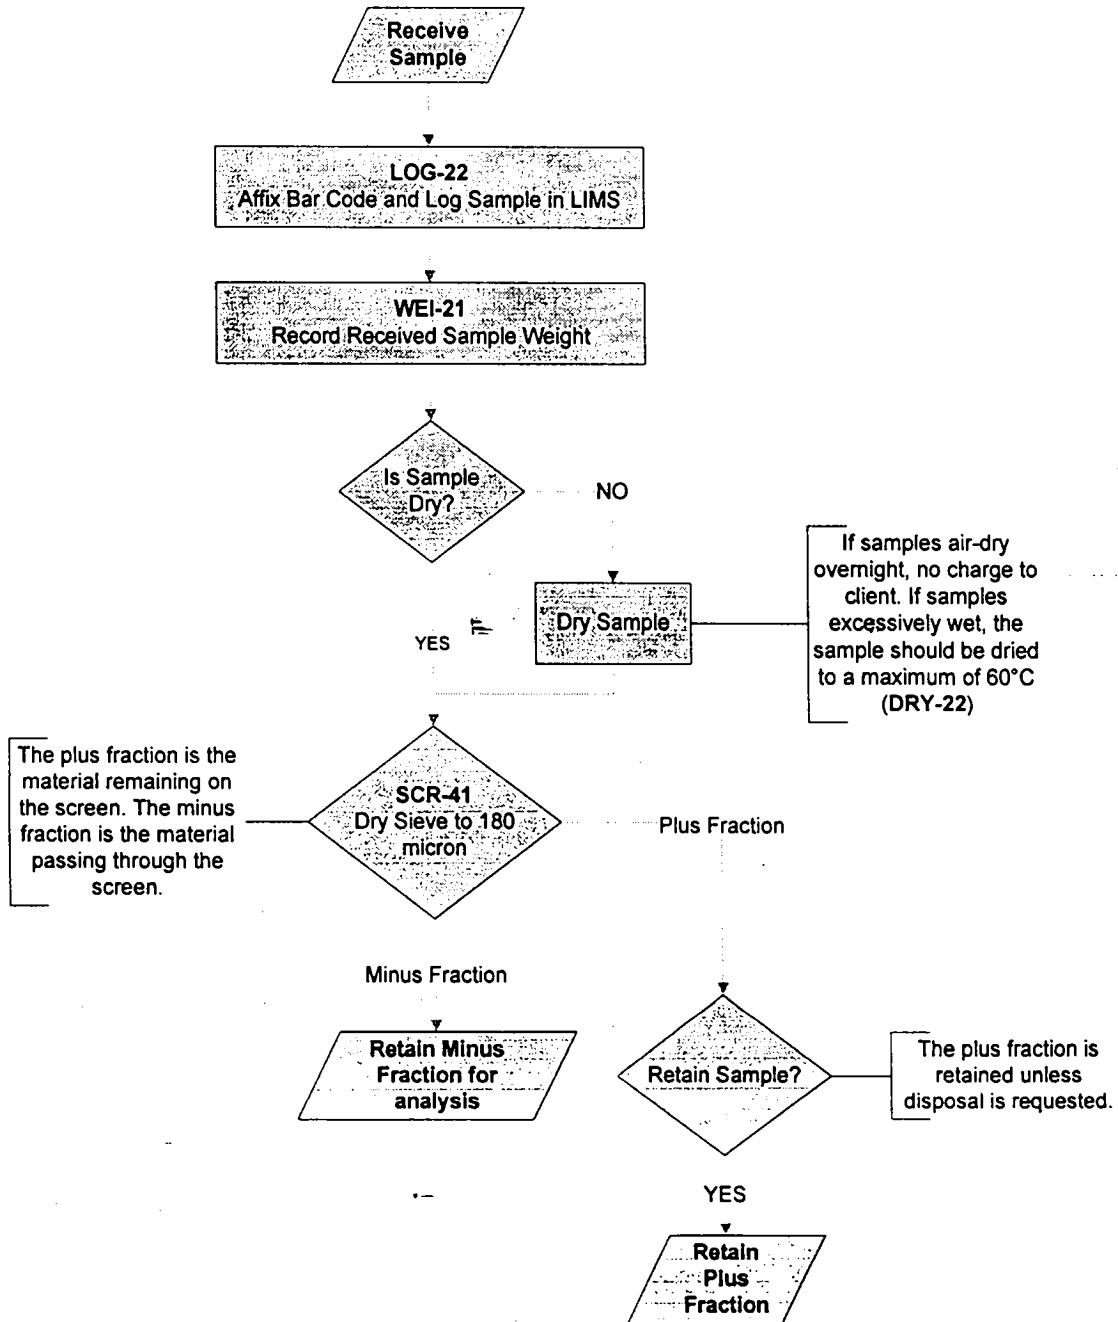 Receive
Sample
LOG-22
Affix Bar Code and Log Sample in LIMS
WEI-21
Record Received Sample Weight
Is Sample
Dry?
NO
If samples air-dry
overnight, no charge to
client. If samples
excessively wet, the
sample should be dried
to a maximum of 60°C
(DRY-22)
Dry Sample
YES
The plus fraction is the
material remaining on
the screen. The minus
fraction is the material
passing through the
screen.
SCR-41
Dry Sieve to 180
micron
Plus Fraction
Minus Fraction
Retain Minus
Fraction for
analysis
Retain Sample?
The plus fraction is
retained unless
disposal is requested.
YES
Retain
Plus
Fraction